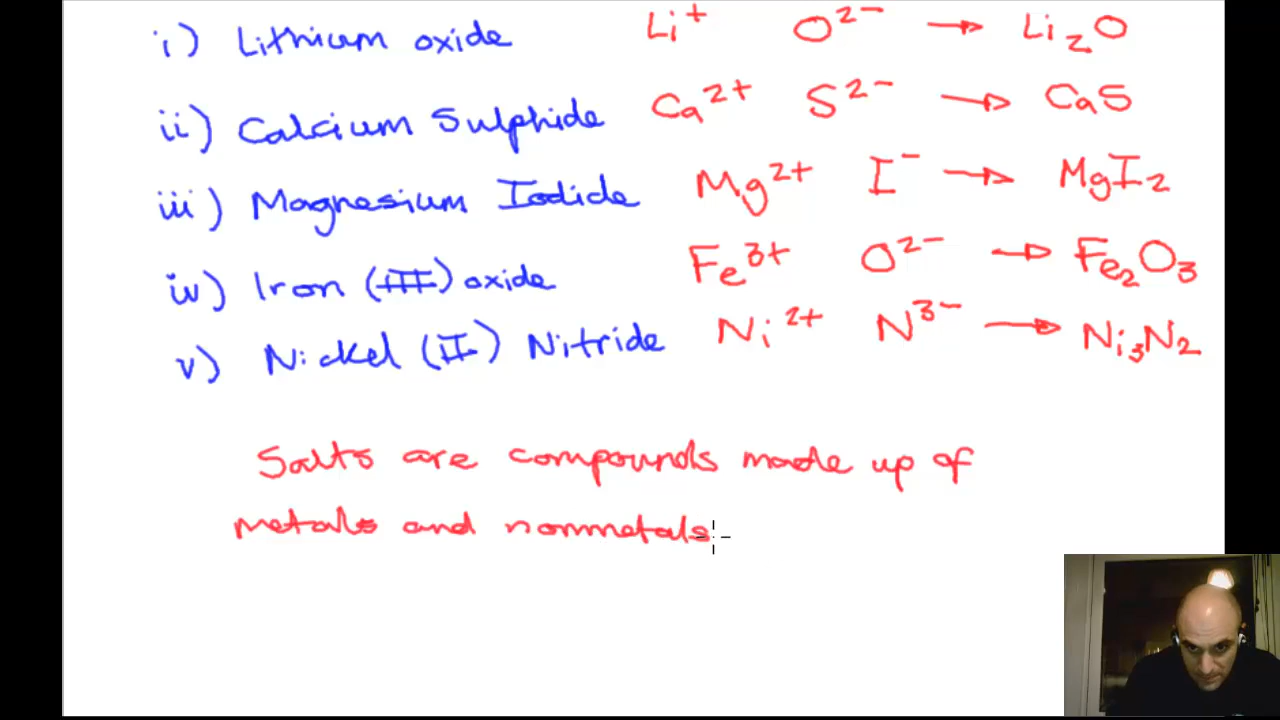 i) Lithium oxide Li⁺ O²⁻ → Li₂O
ii) Calcium Sulphide Ca²⁺ S²⁻ → CaS
iii) Magnesium Iodide Mg²⁺ I⁻ → MgI₂
iv) Iron (III) oxide Fe³⁺ O²⁻ → Fe₂O₃
v) Nickel (II) Nitride Ni²⁺ N³⁻ → Ni₃N₂
Salts are compounds made up of
metals and nonmetals